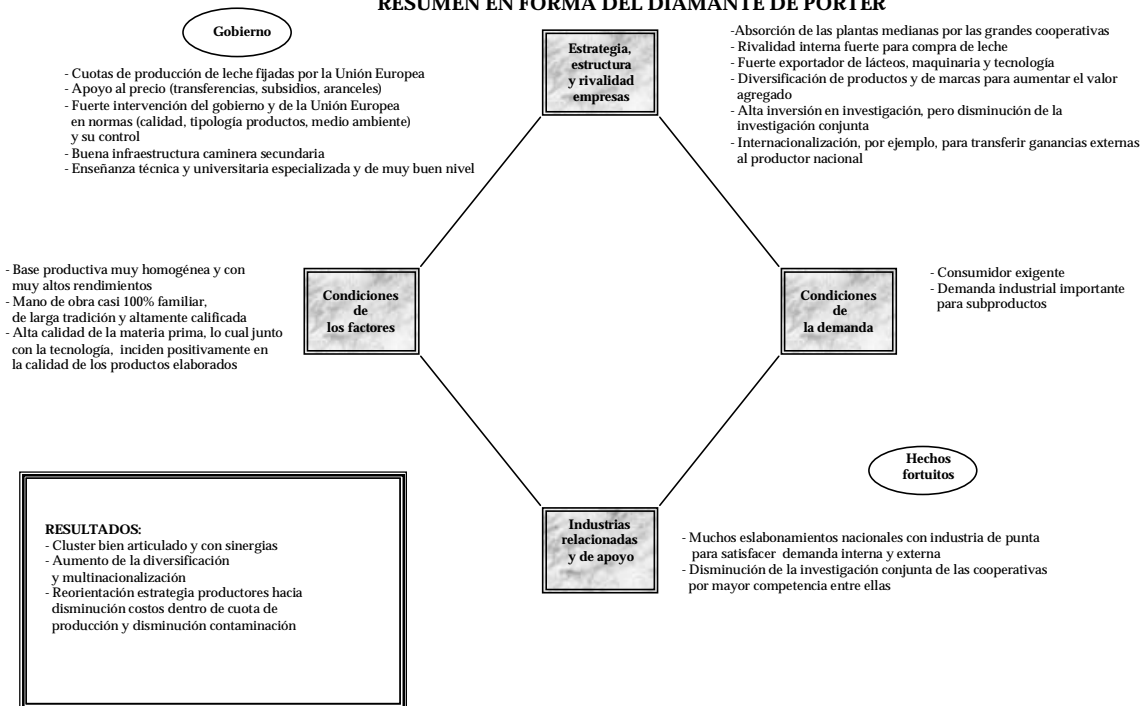 RESUMEN EN FORMA DEL DIAMANTE DE PORTER
Gobierno
- Cuotas de producción de leche fijadas por la Unión Europea
- Apoyo al precio (transferencias, subsidios, aranceles)
- Fuerte intervención del gobierno y de la Unión Europea
en normas (calidad, tipología productos, medio ambiente)
y su control
- Buena infraestructura caminera secundaria
- Enseñanza técnica y universitaria especializada y de muy buen nivel
Estrategia,
estructura
y rivalidad
empresas
-Absorción de las plantas medianas por las grandes cooperativas
- Rivalidad interna fuerte para compra de leche
- Fuerte exportador de lácteos, maquinaria y tecnología
- Diversificación de productos y de marcas para aumentar el valor
agregado
- Alta inversión en investigación, pero disminución de la
investigación conjunta
- Internacionalización, por ejemplo, para transferir ganancias externas
al productor nacional
- Base productiva muy homogénea y con
muy altos rendimientos
- Mano de obra casi 100% familiar,
de larga tradición y altamente calificada
- Alta calidad de la materia prima, lo cual junto
con la tecnología, inciden positivamente en
la calidad de los productos elaborados
Condiciones
de
los factores
Condiciones
de
la demanda
- Consumidor exigente
- Demanda industrial importante
para subproductos
Hechos
fortuitos
Industrias
relacionadas
y de apoyo
- Muchos eslabonamientos nacionales con industria de punta
para satisfacer demanda interna y externa
- Disminución de la investigación conjunta de las cooperativas
por mayor competencia entre ellas
RESULTADOS:
- Cluster bien articulado y con sinergias
- Aumento de la diversificación
y multinacionalización
- Reorientación estrategia productores hacia
disminución costos dentro de cuota de
producción y disminución contaminación